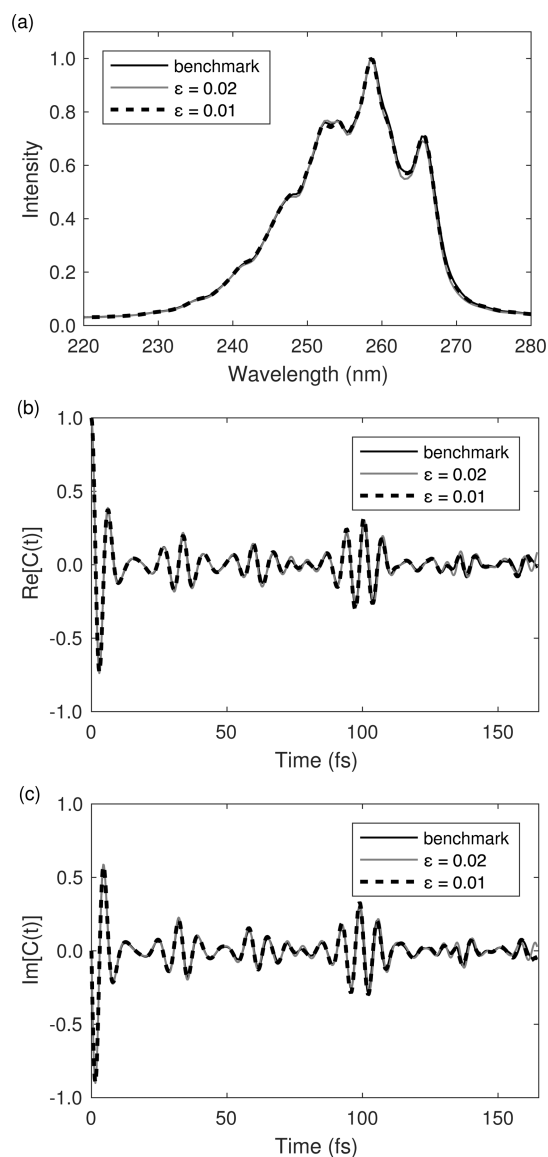 (a)
1.0
0.8
0.6
0.4
0.2
0.0
Intensity
benchmark
ε = 0.02
ε = 0.01
220 230 240 250 260 270 280
Wavelength (nm)
(b)
1.0
0.5
0.0
-0.5
-1.0
Re[C(t)]
benchmark
ε = 0.02
ε = 0.01
0 50 100 150
Time (fs)
(c)
1.0
0.5
0.0
-0.5
-1.0
Im[C(t)]
benchmark
ε = 0.02
ε = 0.01
0 50 100 150
Time (fs)